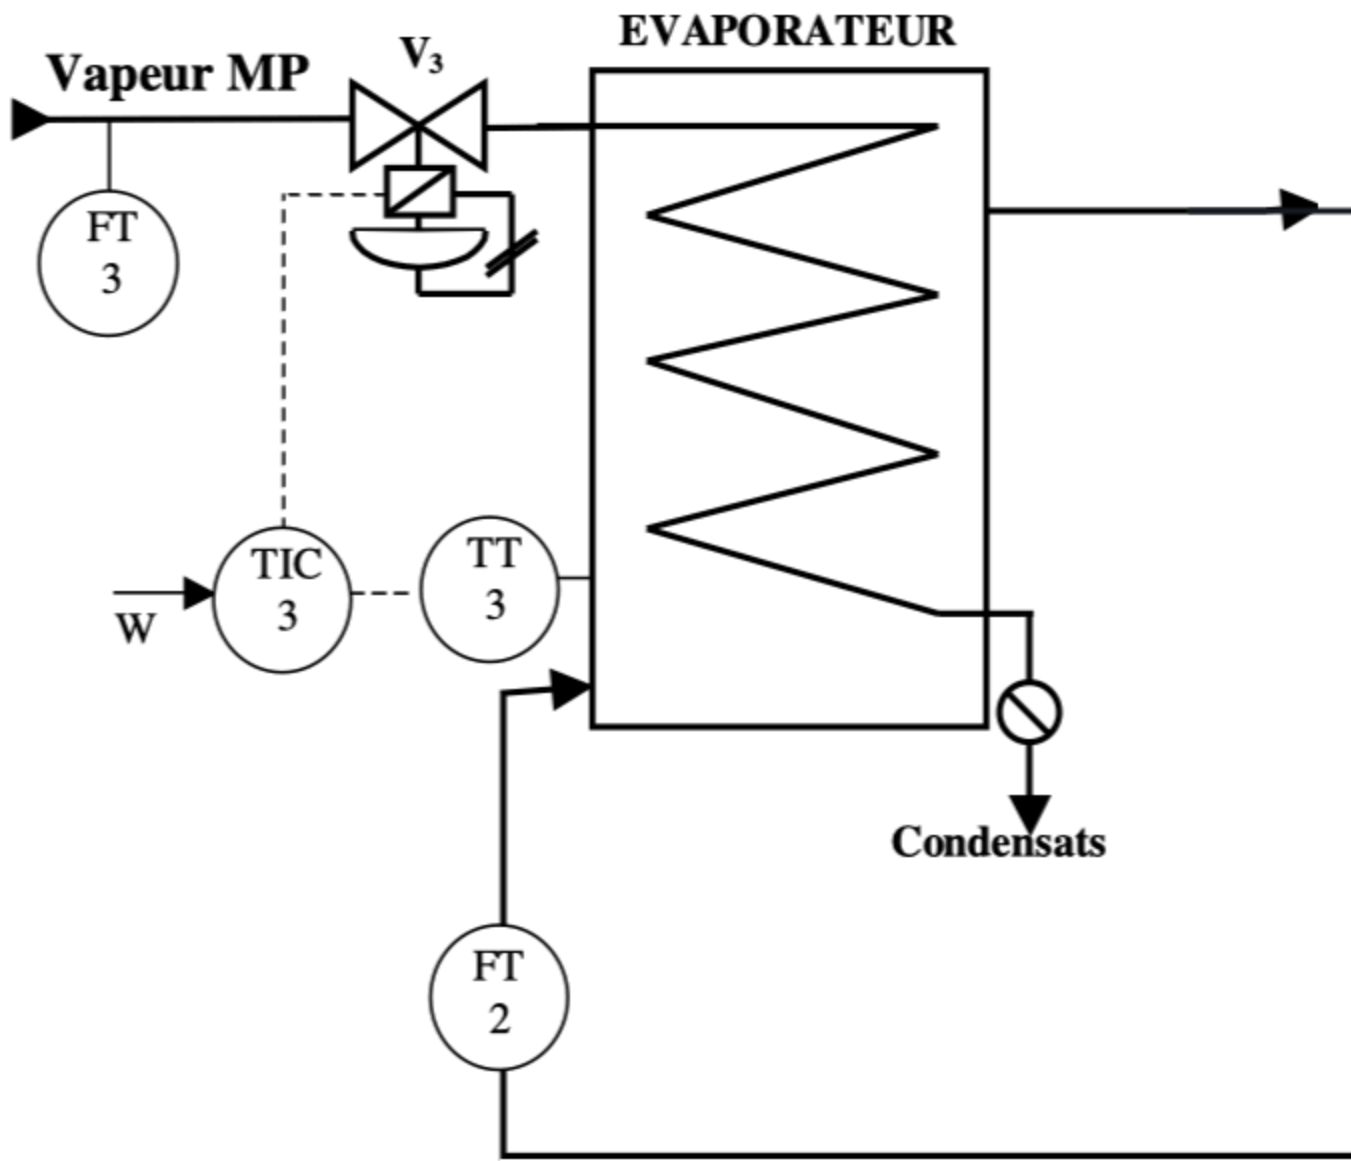 EVAPORATEUR
V₃
Vapeur MP
FT
3
TIC
3
TT
3
W
Condensats
FT
2